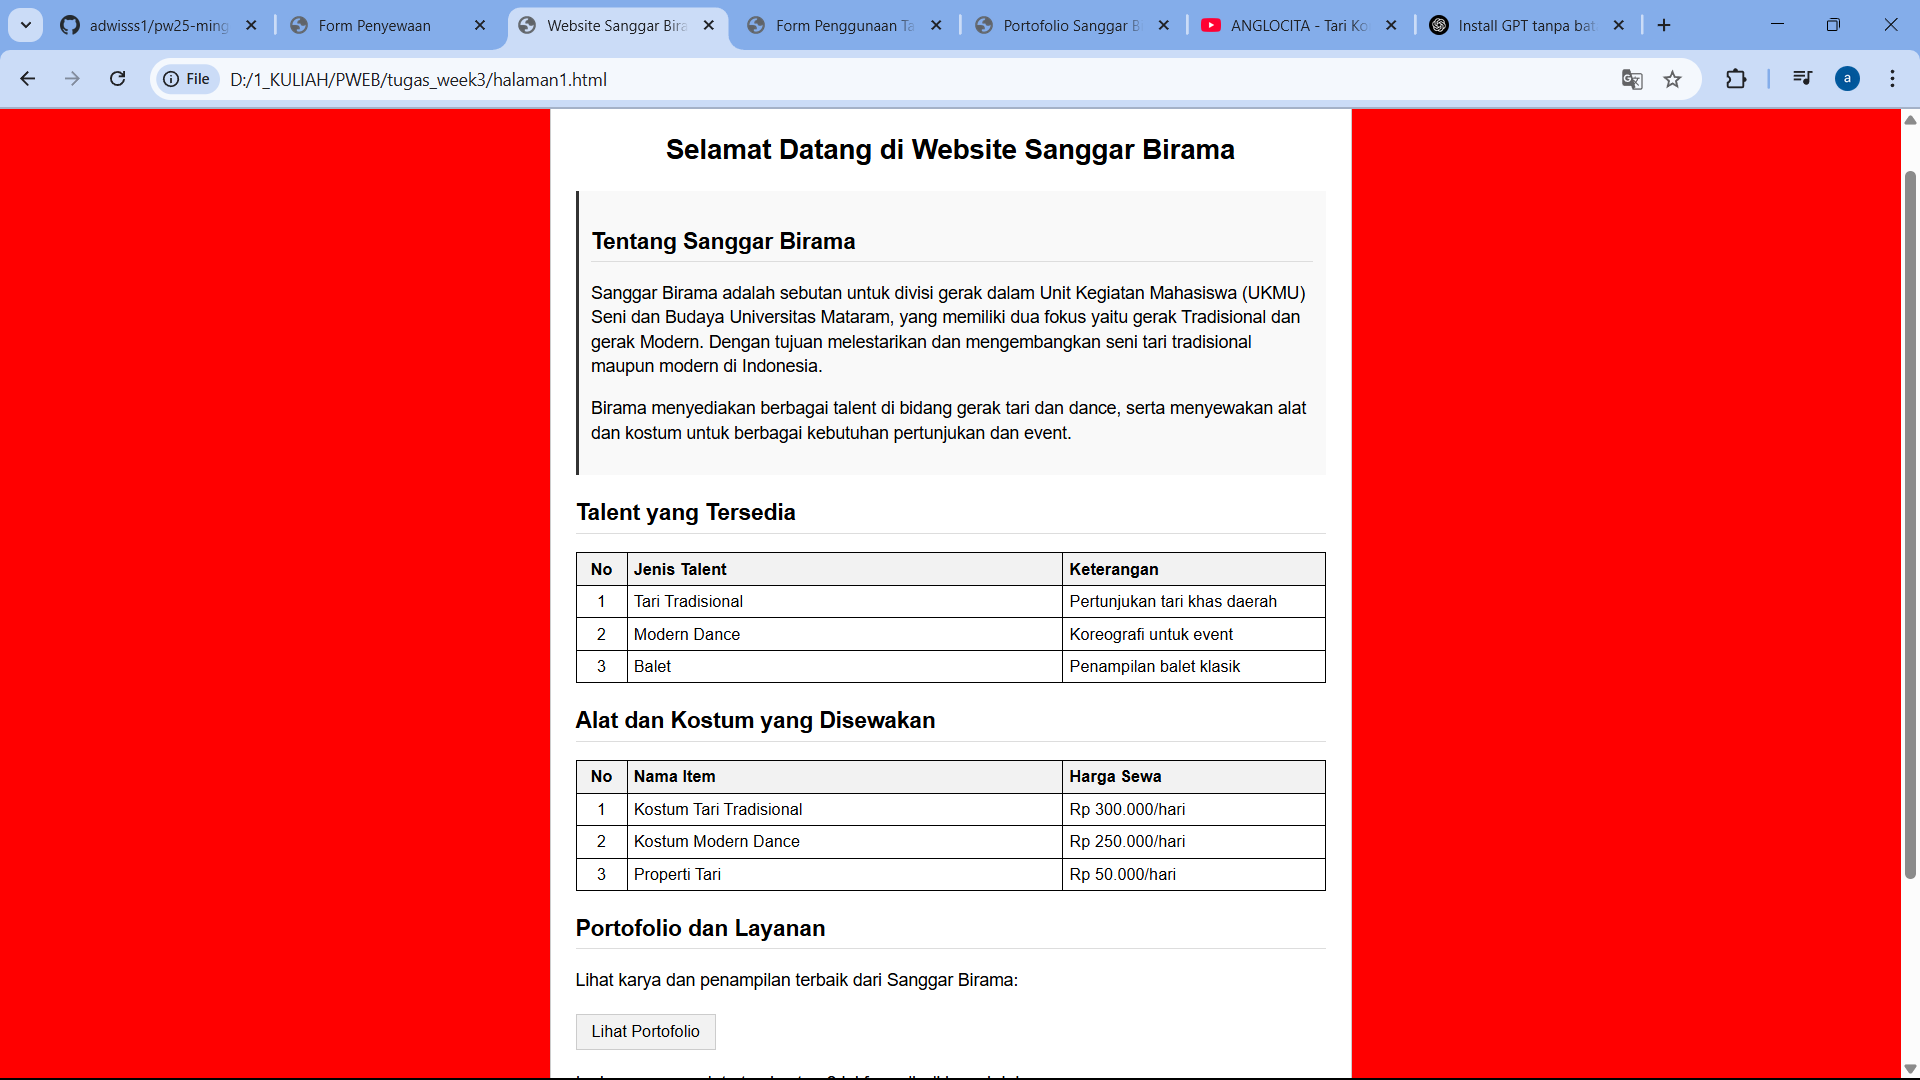 adwisss1/pw25-ming
Form Penyewaan
Website Sanggar Bira
Form Penggunaan Ta
Portofolio Sanggar B
ANGLOCITA - Tari Ko
Install GPT tanpa bat
File
D:/1_KULIAH/PWEB/tugas_week3/halaman1.html
a
Selamat Datang di Website Sanggar Birama
Tentang Sanggar Birama
Sanggar Birama adalah sebutan untuk divisi gerak dalam Unit Kegiatan Mahasiswa (UKMU)
Seni dan Budaya Universitas Mataram, yang memiliki dua fokus yaitu gerak Tradisional dan
gerak Modern. Dengan tujuan melestarikan dan mengembangkan seni tari tradisional
maupun modern di Indonesia.
Birama menyediakan berbagai talent di bidang gerak tari dan dance, serta menyewakan alat
dan kostum untuk berbagai kebutuhan pertunjukan dan event.
Talent yang Tersedia
No Jenis Talent Keterangan
1 Tari Tradisional Pertunjukan tari khas daerah
2 Modern Dance Koreografi untuk event
3 Balet Penampilan balet klasik
Alat dan Kostum yang Disewakan
No Nama Item Harga Sewa
1 Kostum Tari Tradisional Rp 300.000/hari
2 Kostum Modern Dance Rp 250.000/hari
3 Properti Tari Rp 50.000/hari
Portofolio dan Layanan
Lihat karya dan penampilan terbaik dari Sanggar Birama:
Lihat Portofolio